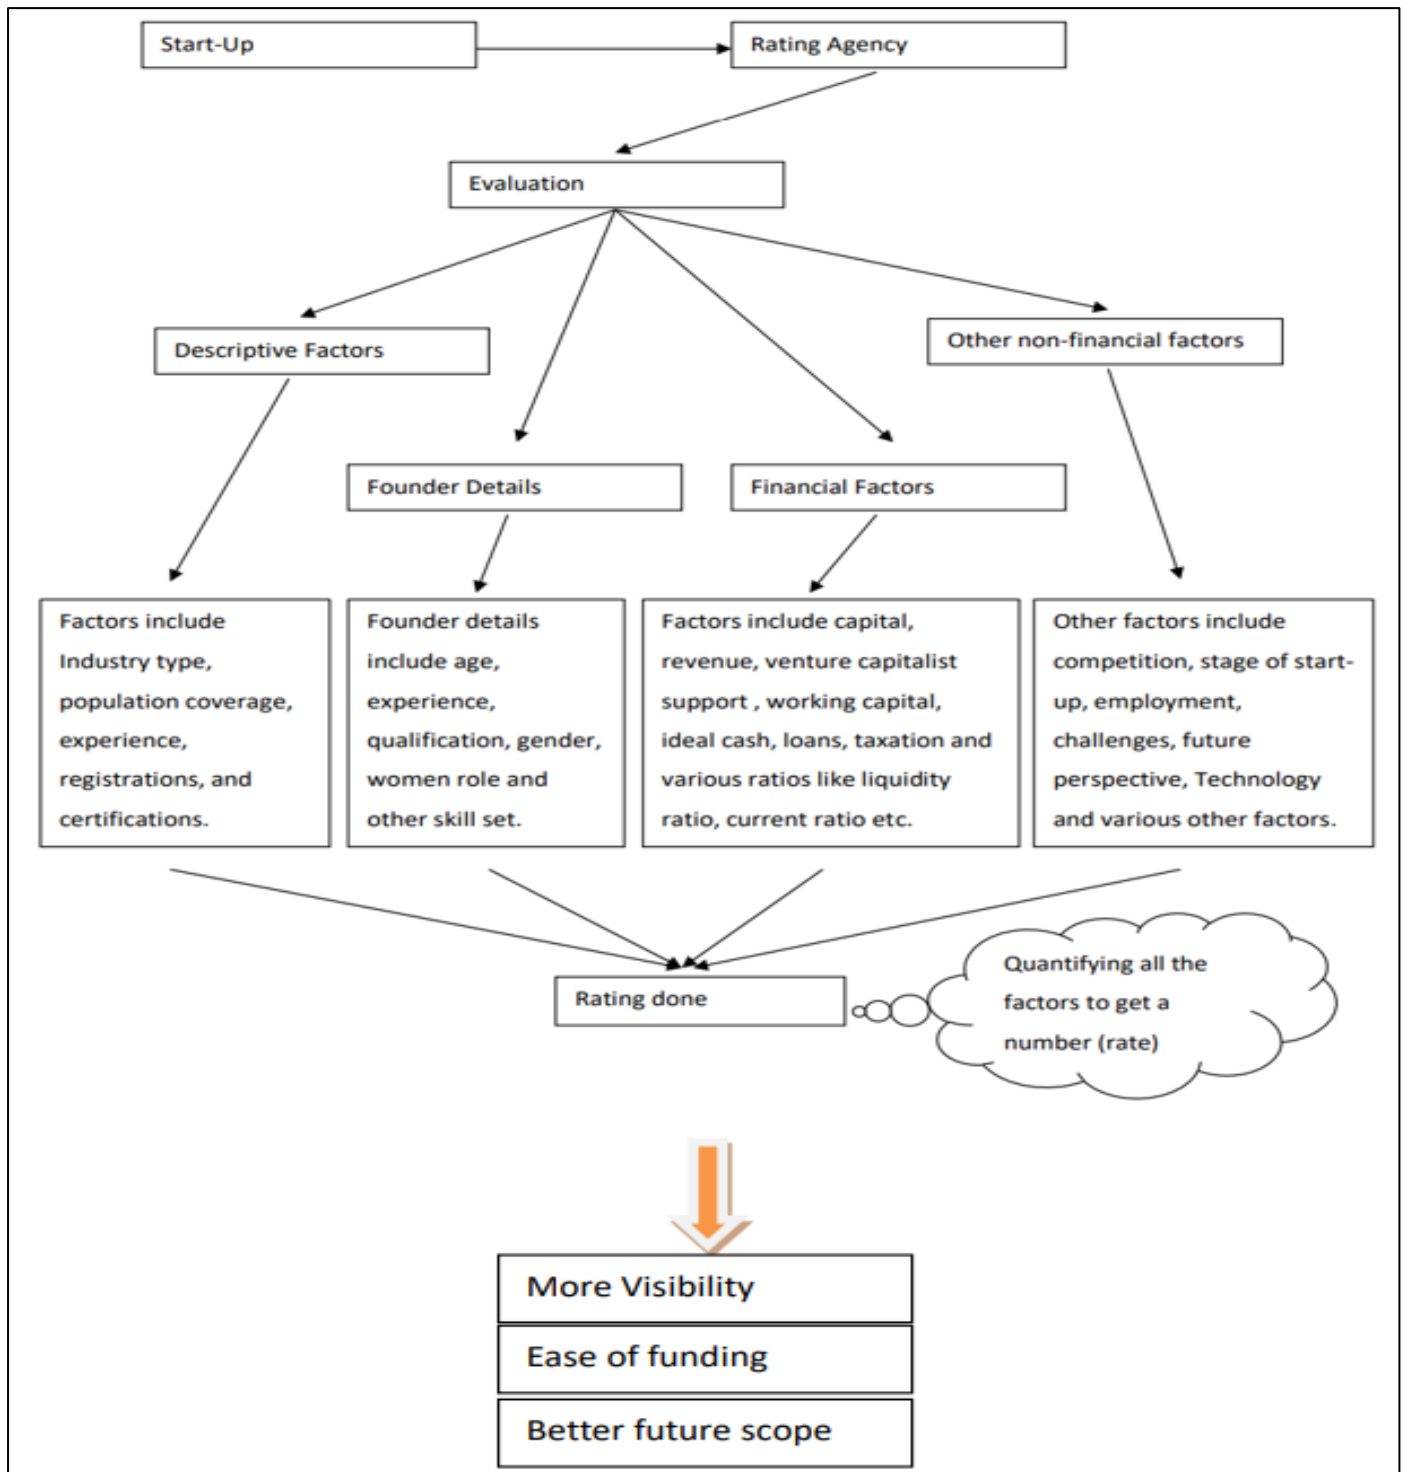 Start-Up
Rating Agency
Evaluation
Descriptive Factors
Other non-financial factors
Founder Details
Financial Factors
Factors include
Industry type,
population coverage,
experience,
registrations, and
certifications.
Founder details
include age,
experience,
qualification, gender,
women role and
other skill set.
Factors include capital,
revenue, venture capitalist
support , working capital,
ideal cash, loans, taxation and
various ratios like liquidity
ratio, current ratio etc.
Other factors include
competition, stage of start-
up, employment,
challenges, future
perspective, Technology
and various other factors.
Rating done
Quantifying all the
factors to get a
number (rate)
More Visibility
Ease of funding
Better future scope